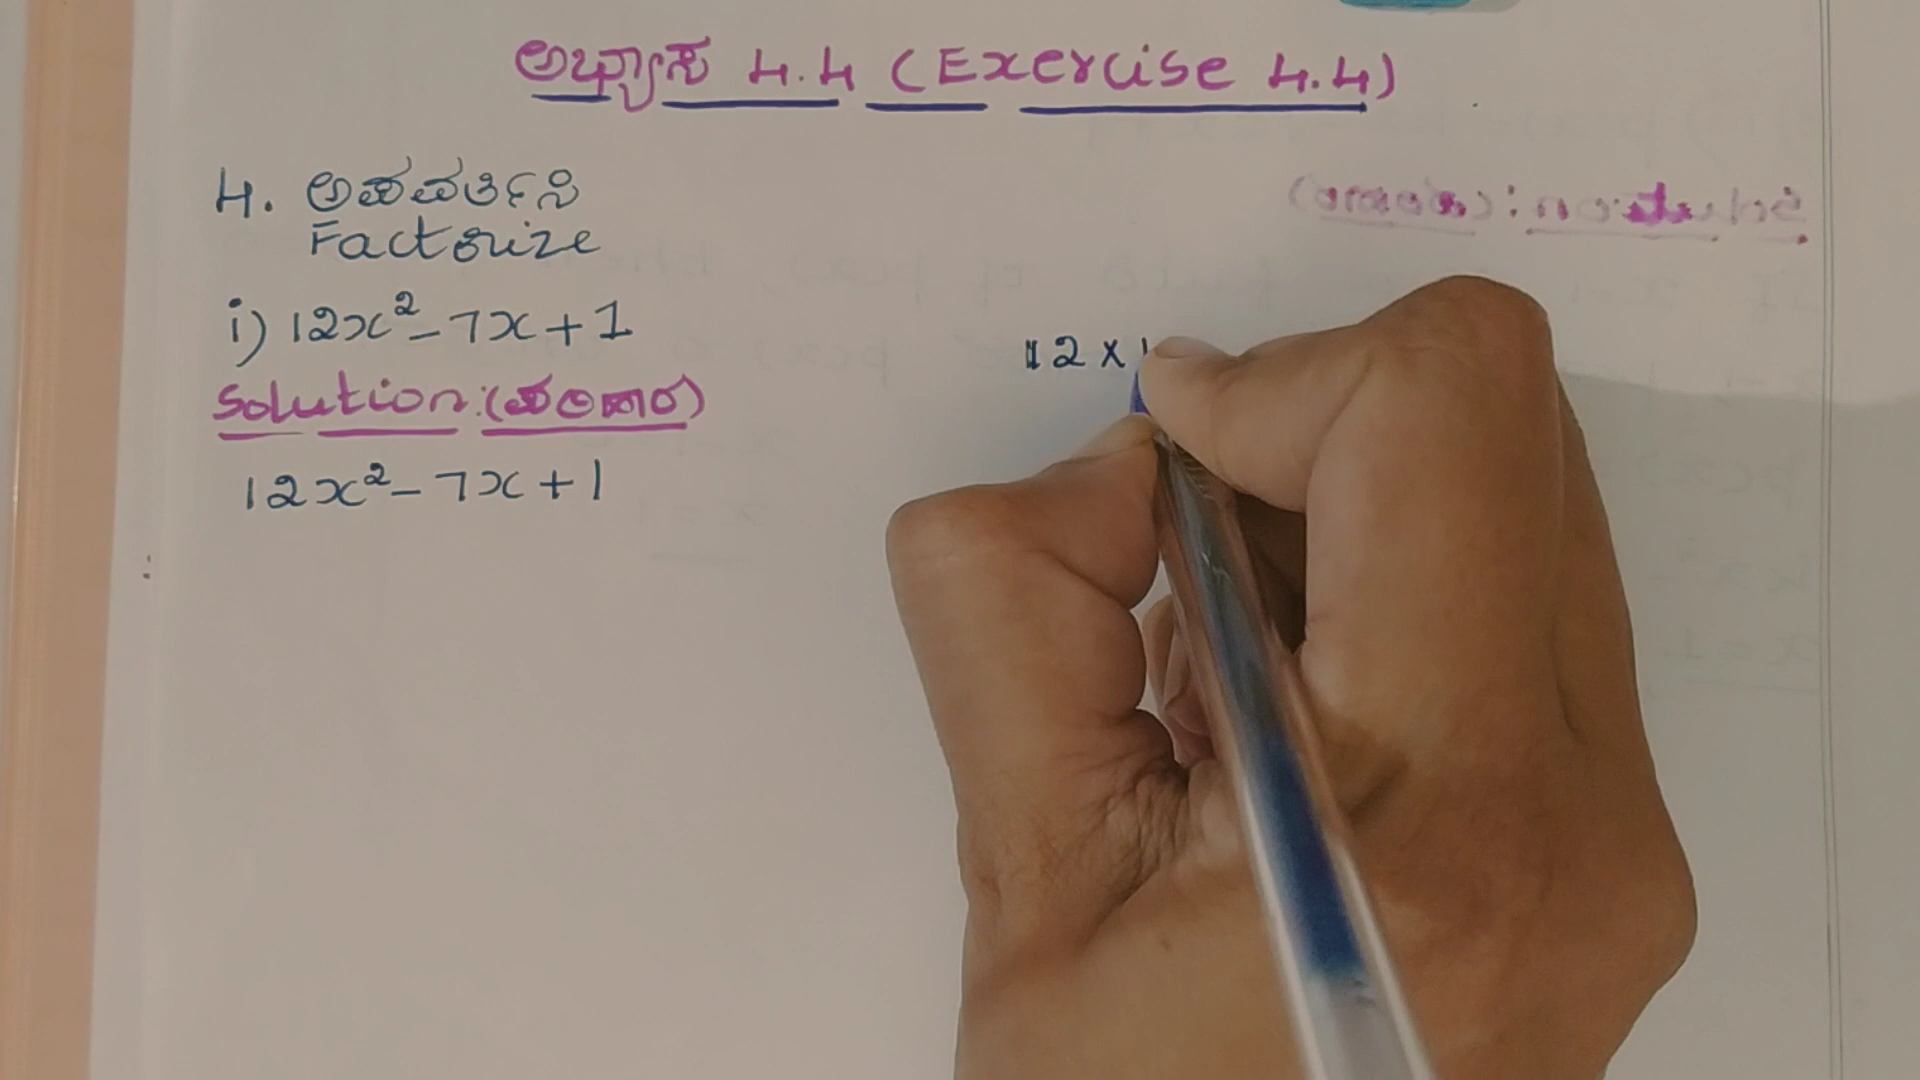 ಅಭ್ಯಾಸ 4.4 (Exercise 4.4)
4. ಅಪವರ್ತಿಸಿ
Factorize
i) 12x² - 7x + 1
Solution: (ಪರಿಹಾರ)
12x² - 7x + 1
12 × 1